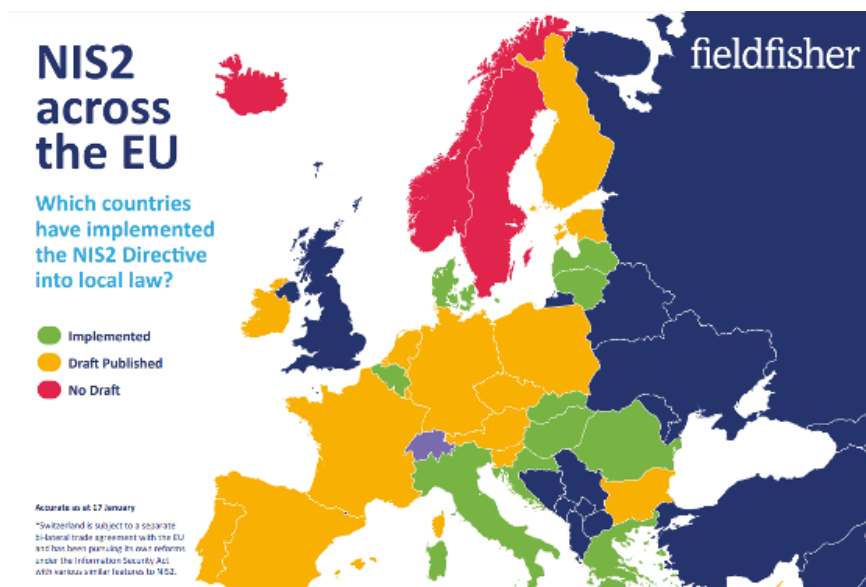 NIS2
across
the EU
fieldfisher
Which countries
have implemented
the NIS2 Directive
into local law?
Implemented
Draft Published
No Draft
Accurate as at 17 January
*Switzerland is subject to a separate
bi-lateral trade agreement with the EU
and has been pursuing its own reforms
under the Information Security Act
with various similar features to NIS2.